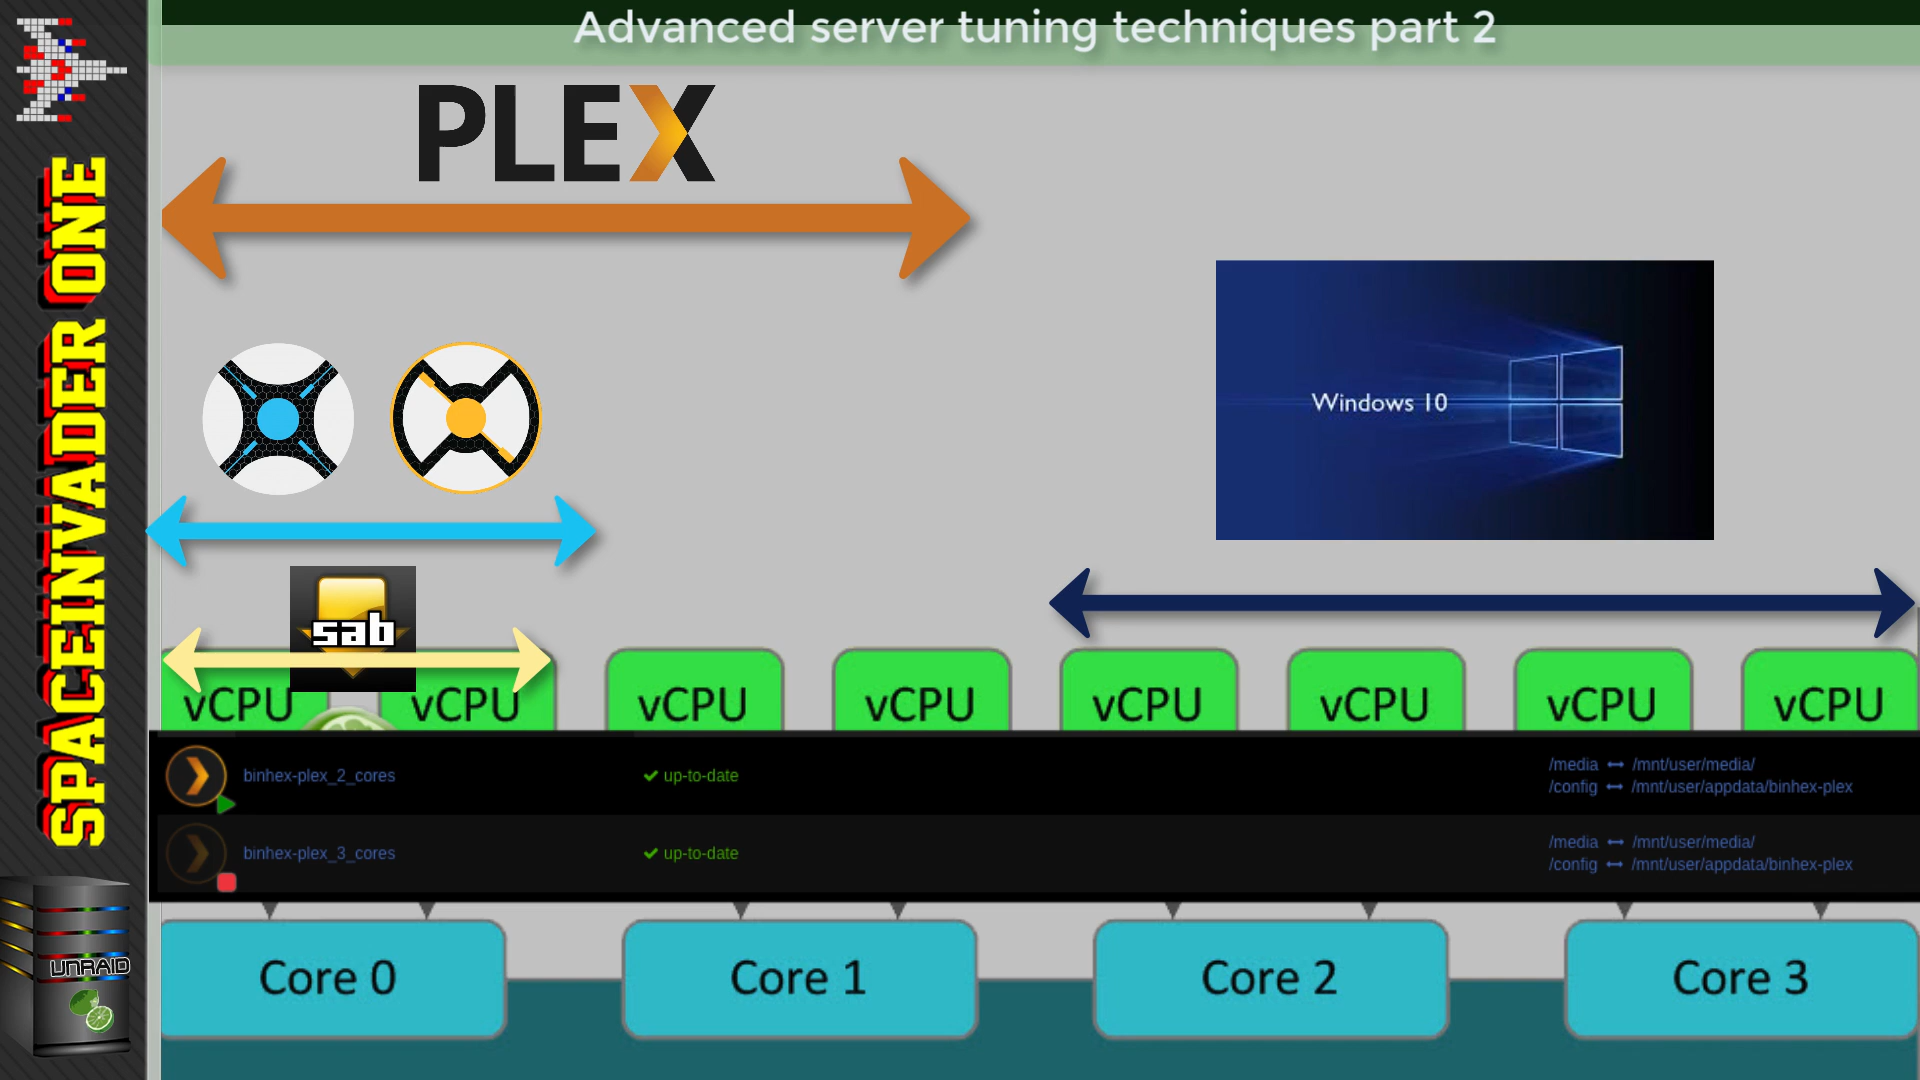 Advanced server tuning techniques part 2
SPACEINVADER ONE
PLEX
Windows 10
sab
vCPU vCPU vCPU vCPU vCPU vCPU vCPU vCPU
binhex-plex_2_cores up-to-date /media ↔ /mnt/user/media/
/config ↔ /mnt/user/appdata/binhex-plex
binhex-plex_3_cores up-to-date /media ↔ /mnt/user/media/
/config ↔ /mnt/user/appdata/binhex-plex
Core 0 Core 1 Core 2 Core 3
UNRAID